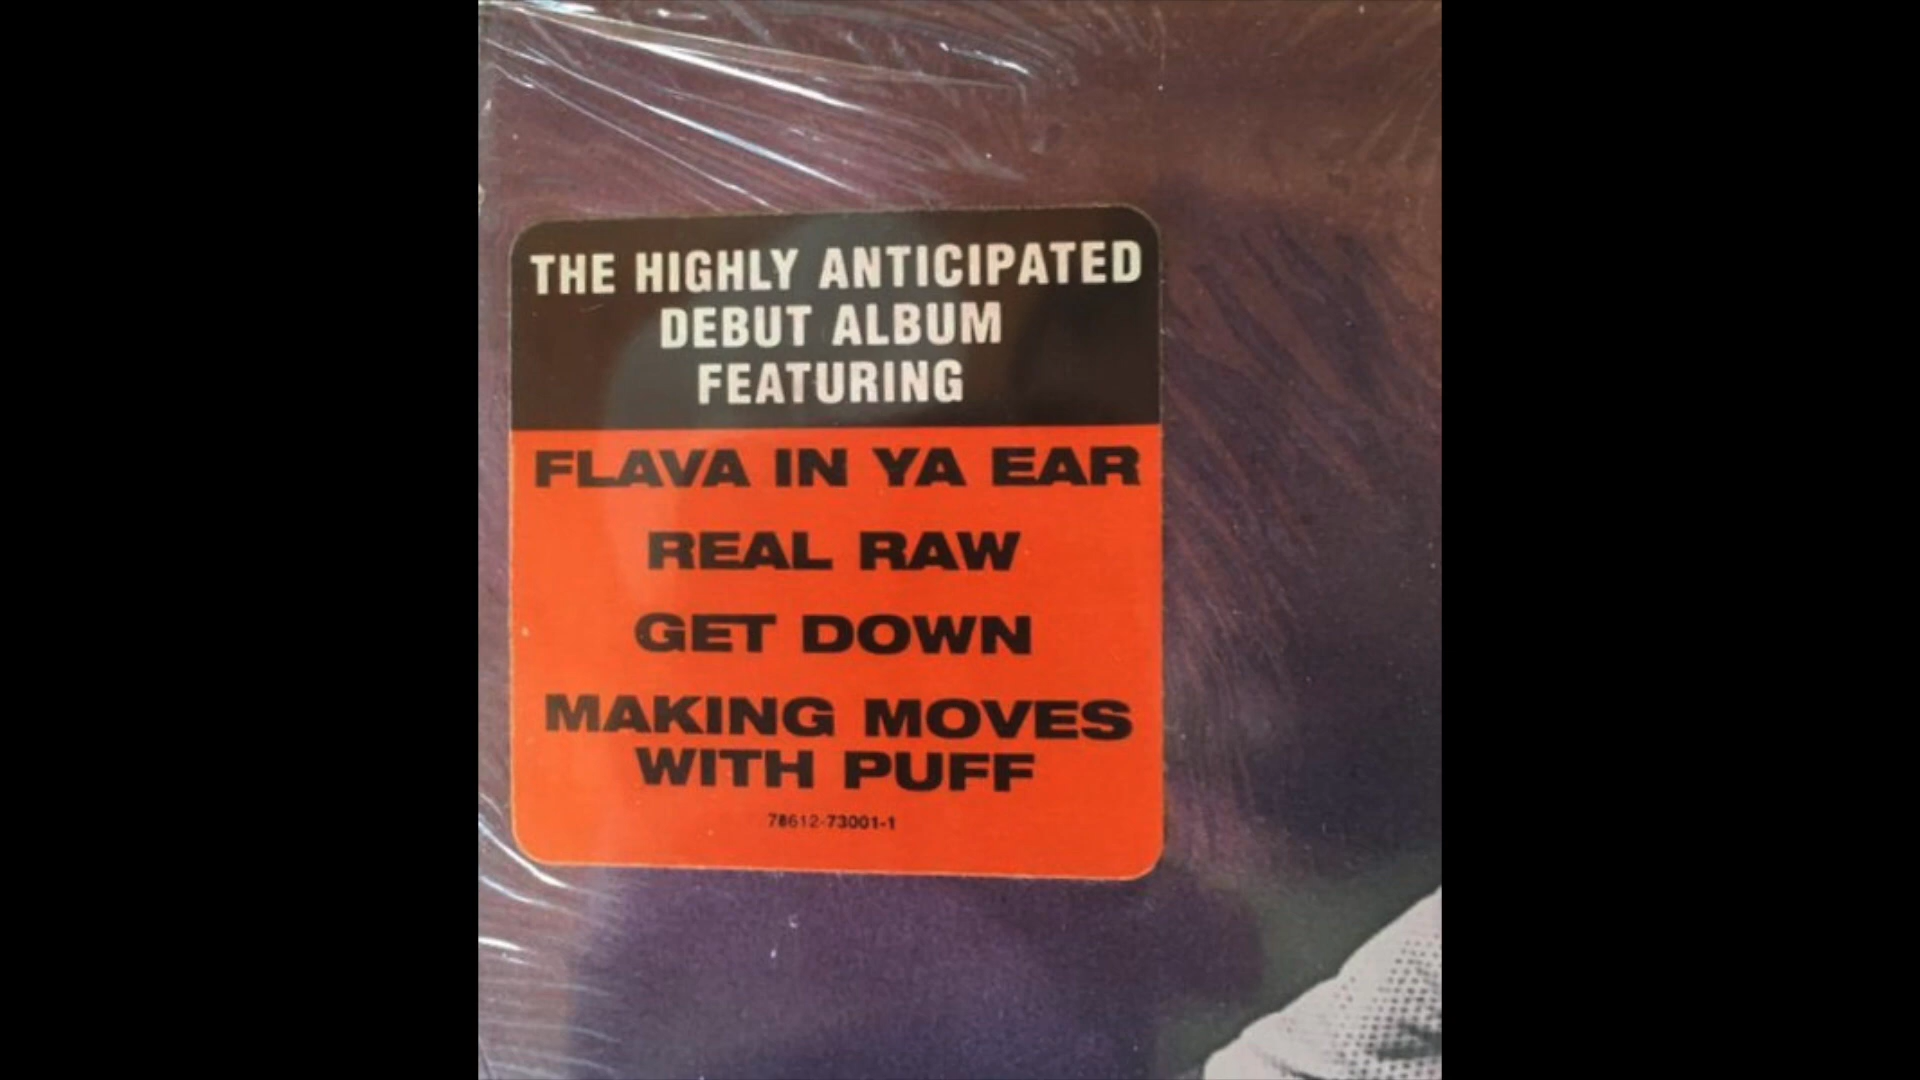 THE HIGHLY ANTICIPATED
DEBUT ALBUM
FEATURING
FLAVA IN YA EAR
REAL RAW
GET DOWN
MAKING MOVES
WITH PUFF
78612-73001-1